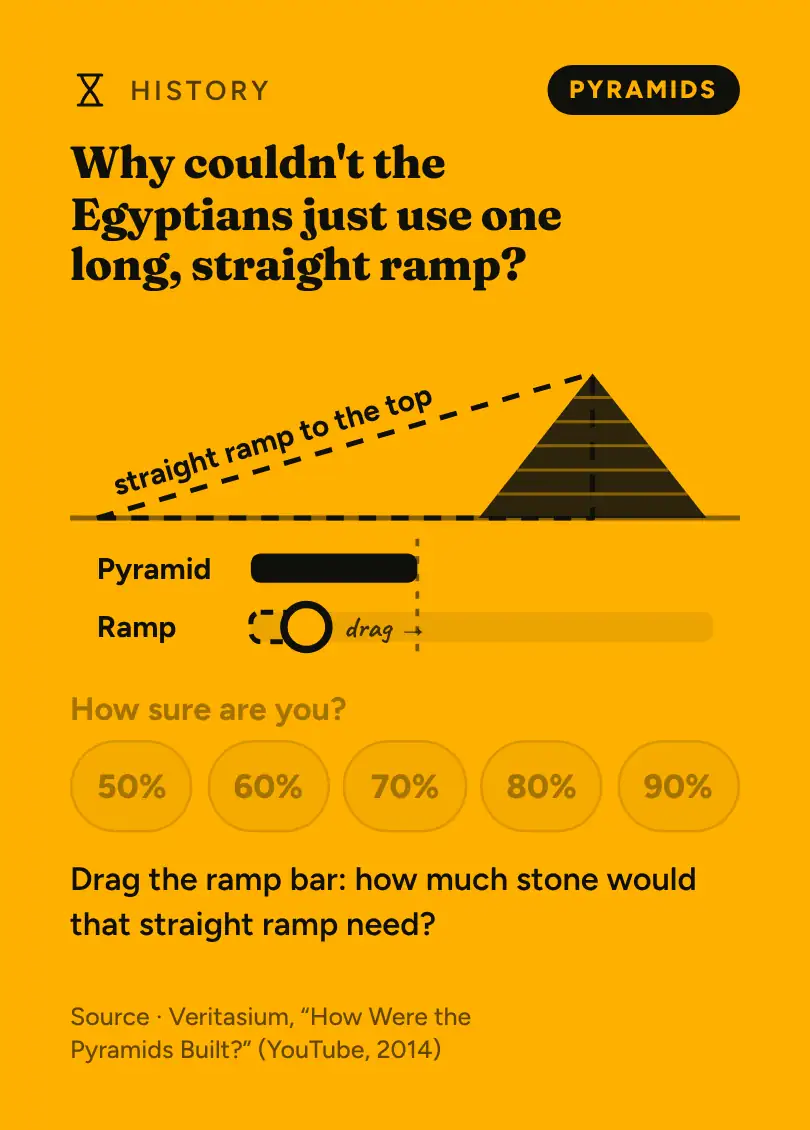 HISTORY
PYRAMIDS
Why couldn't the
Egyptians just use one
long, straight ramp?
straight ramp to the top
Pyramid
Ramp
drag →
How sure are you?
50% 60% 70% 80% 90%
Drag the ramp bar: how much stone would
that straight ramp need?
Source · Veritasium, “How Were the
Pyramids Built?” (YouTube, 2014)